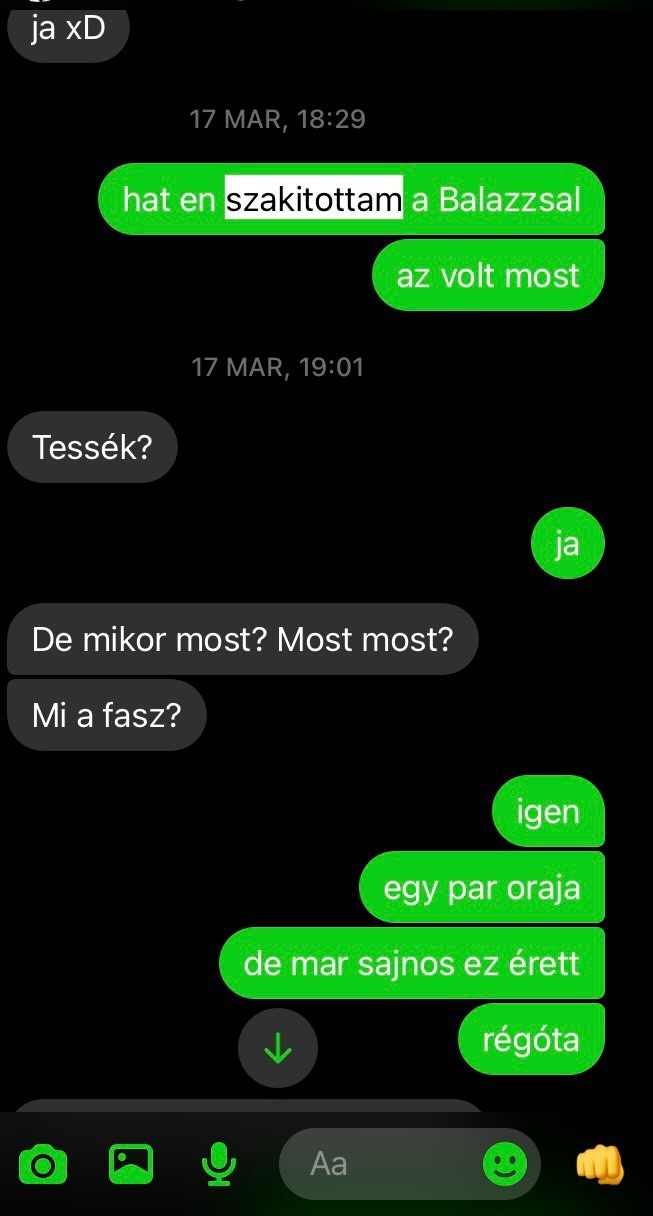 ja xD
17 MAR, 18:29
hat en szakitottam a Balazzsal
az volt most
17 MAR, 19:01
Tessék?
ja
De mikor most? Most most?
Mi a fasz?
igen
egy par oraja
de mar sajnos ez érett
régóta
Aa